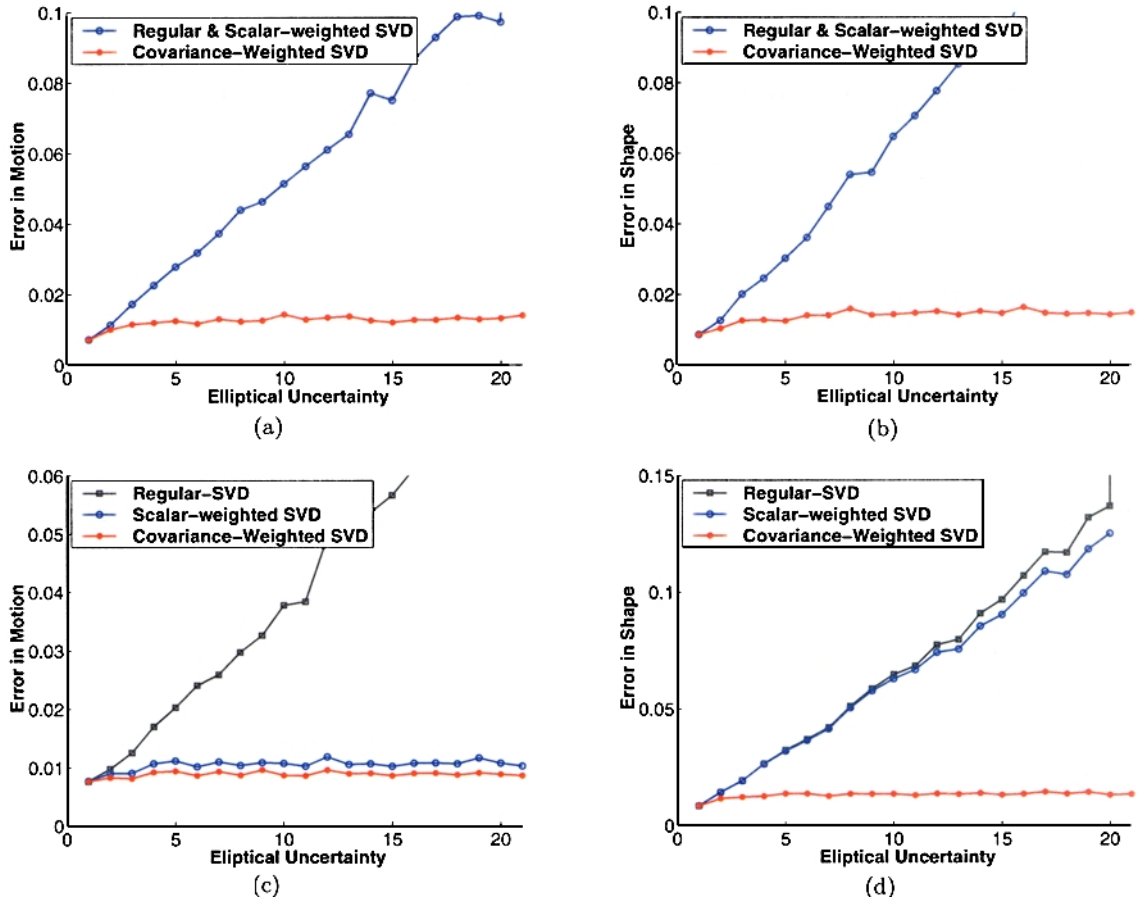 0.1
0.08
0.06
0.04
0.02
0
Error in Motion
Regular & Scalar-weighted SVD
Covariance-Weighted SVD
0 5 10 15 20
Elliptical Uncertainty
(a)
0.1
0.08
0.06
0.04
0.02
0
Error in Shape
Regular & Scalar-weighted SVD
Covariance-Weighted SVD
0 5 10 15 20
Elliptical Uncertainty
(b)
0.06
0.05
0.04
0.03
0.02
0.01
0
Error in Motion
Regular-SVD
Scalar-weighted SVD
Covariance-Weighted SVD
0 5 10 15 20
Eliptical Uncertainty
(c)
0.15
0.1
0.05
0
Error in Shape
Regular-SVD
Scalar-weighted SVD
Covariance-Weighted SVD
0 5 10 15 20
Eliptical Uncertainty
(d)